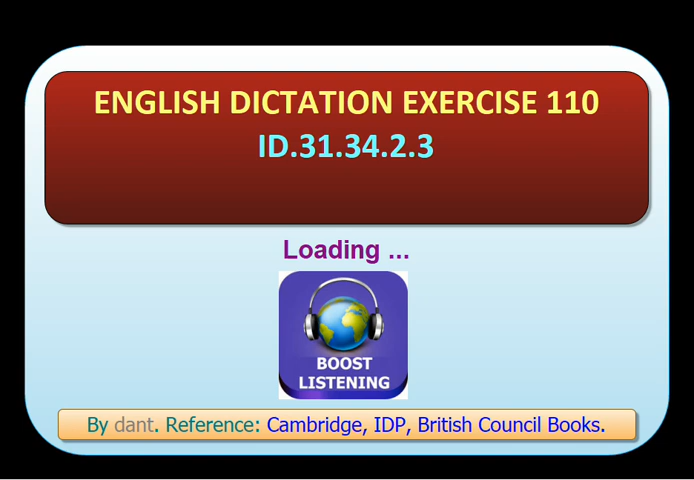 ENGLISH DICTATION EXERCISE 110
ID.31.34.2.3
Loading ...
BOOST
LISTENING
By dant. Reference: Cambridge, IDP, British Council Books.